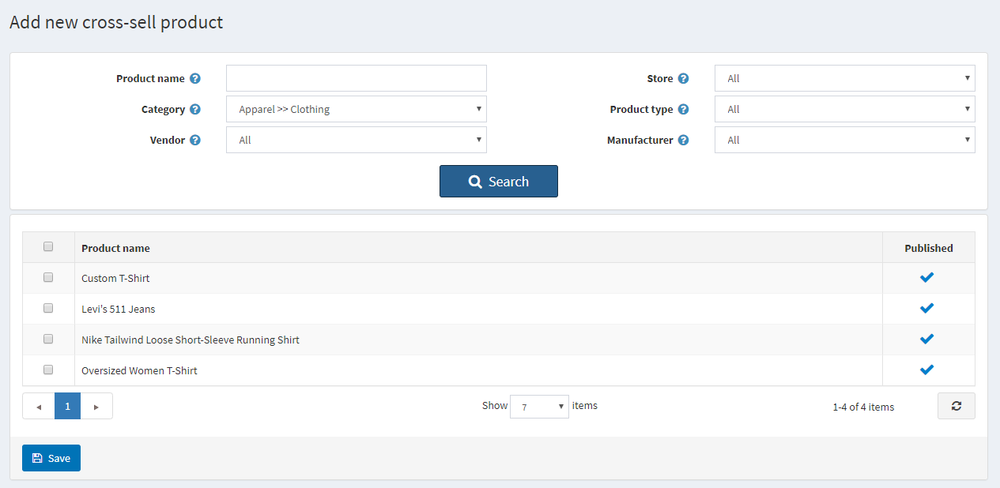 Add new cross-sell product
Product name ? Store ? All
Category ? Apparel >> Clothing Product type ? All
Vendor ? All Manufacturer ? All
Search
Product name Published
Custom T-Shirt
Levi's 511 Jeans
Nike Tailwind Loose Short-Sleeve Running Shirt
Oversized Women T-Shirt
1 Show 7 items 1-4 of 4 items
Save